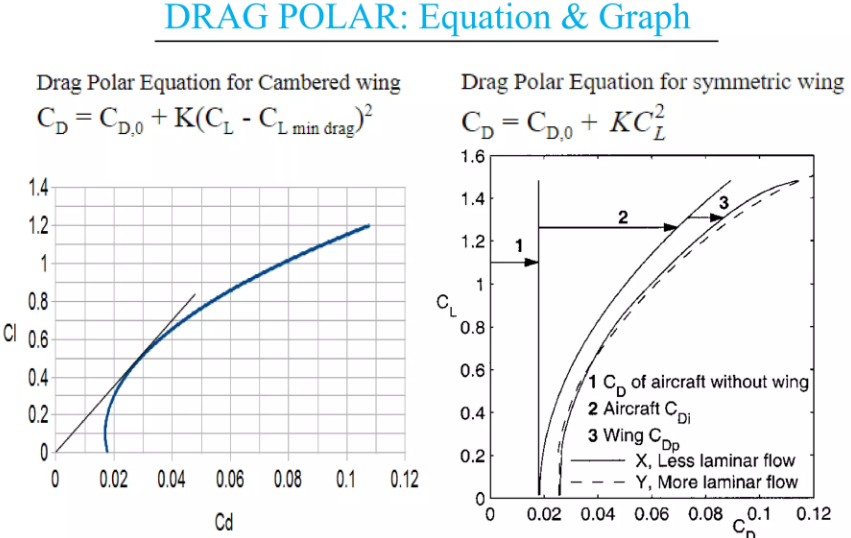 DRAG POLAR: Equation & Graph
Drag Polar Equation for Cambered wing
C_D = C_D,0 + K(C_L - C_L min drag)²
1.4
1.2
1
0.8
0.6
0.4
0.2
0
Cl
0 0.02 0.04 0.06 0.08 0.1 0.12
Cd
Drag Polar Equation for symmetric wing
C_D = C_D,0 + KC_L²
1.6
1.4
1.2
1
0.8
0.6
0.4
0.2
0
C_L
1
2
3
1 C_D of aircraft without wing
2 Aircraft C_Di
3 Wing C_Dp
X, Less laminar flow
Y, More laminar flow
0 0.02 0.04 0.06 0.08 0.1 0.12
C_D